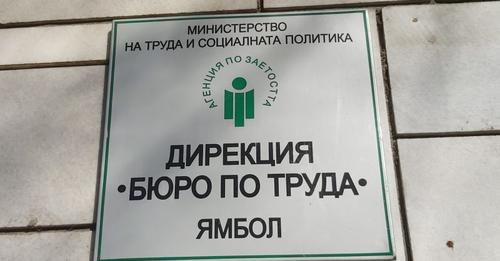 МИНИСТЕРСТВО
НА ТРУДА И СОЦИАЛНАТА ПОЛИТИКА
АГЕНЦИЯ ПО ЗАЕТОСТТА
ДИРЕКЦИЯ
•БЮРО ПО ТРУДА•
ЯМБОЛ